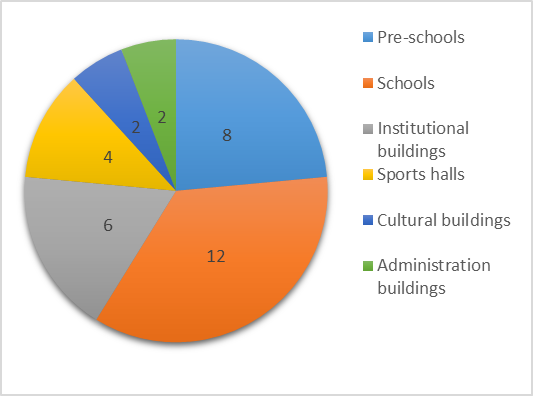 8
12
6
4
2
2
Pre-schools
Schools
Institutional
buildings
Sports halls
Cultural buildings
Administration
buildings